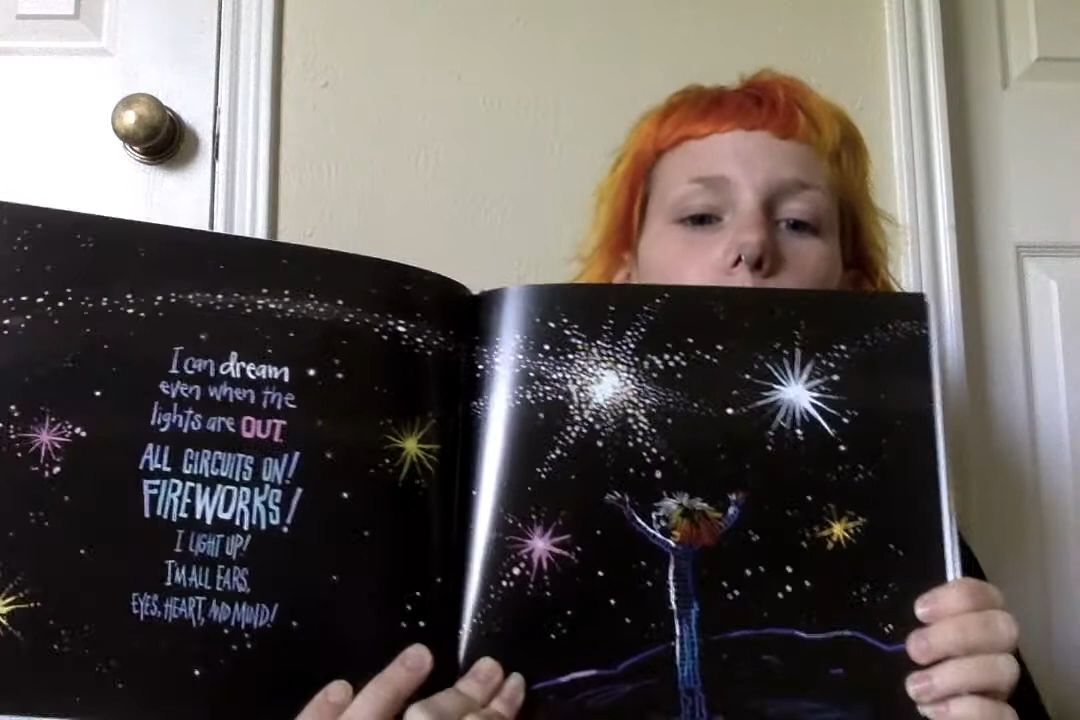 I can dream
even when the
lights are OUT
ALL CIRCUITS ON!
FIREWORKS!
I LIGHT UP!
I'M ALL EARS,
EYES, HEART, AND MIND!